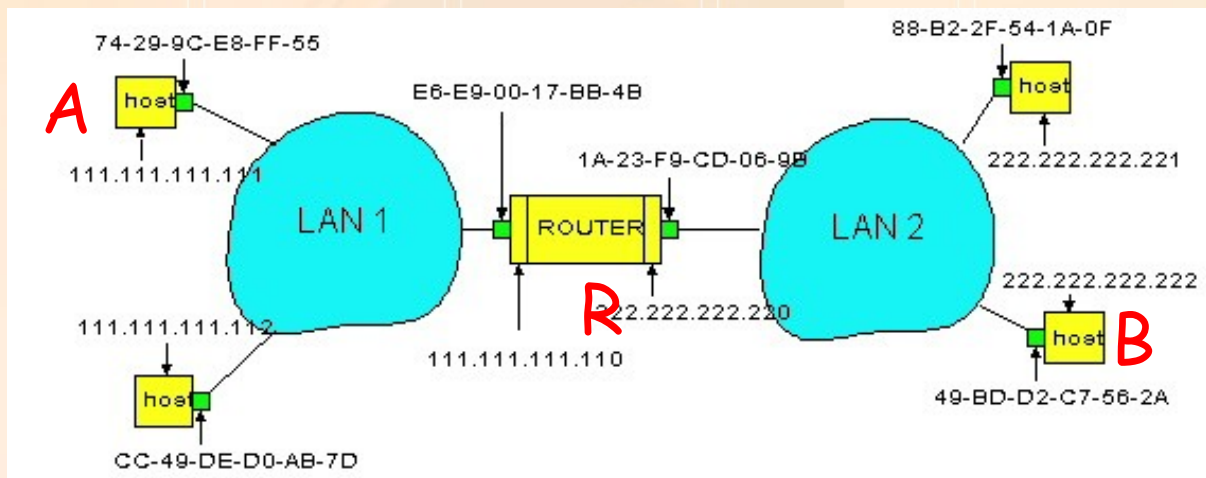 74-29-9C-E8-FF-55
88-B2-2F-54-1A-0F
A
host
E6-E9-00-17-BB-4B
host
111.111.111.111
1A-23-F9-CD-06-9B
222.222.222.221
LAN 1
ROUTER
LAN 2
222.222.222.222
111.111.111.112
R
222.222.222.220
host
B
111.111.111.110
host
49-BD-D2-C7-56-2A
CC-49-DE-D0-AB-7D